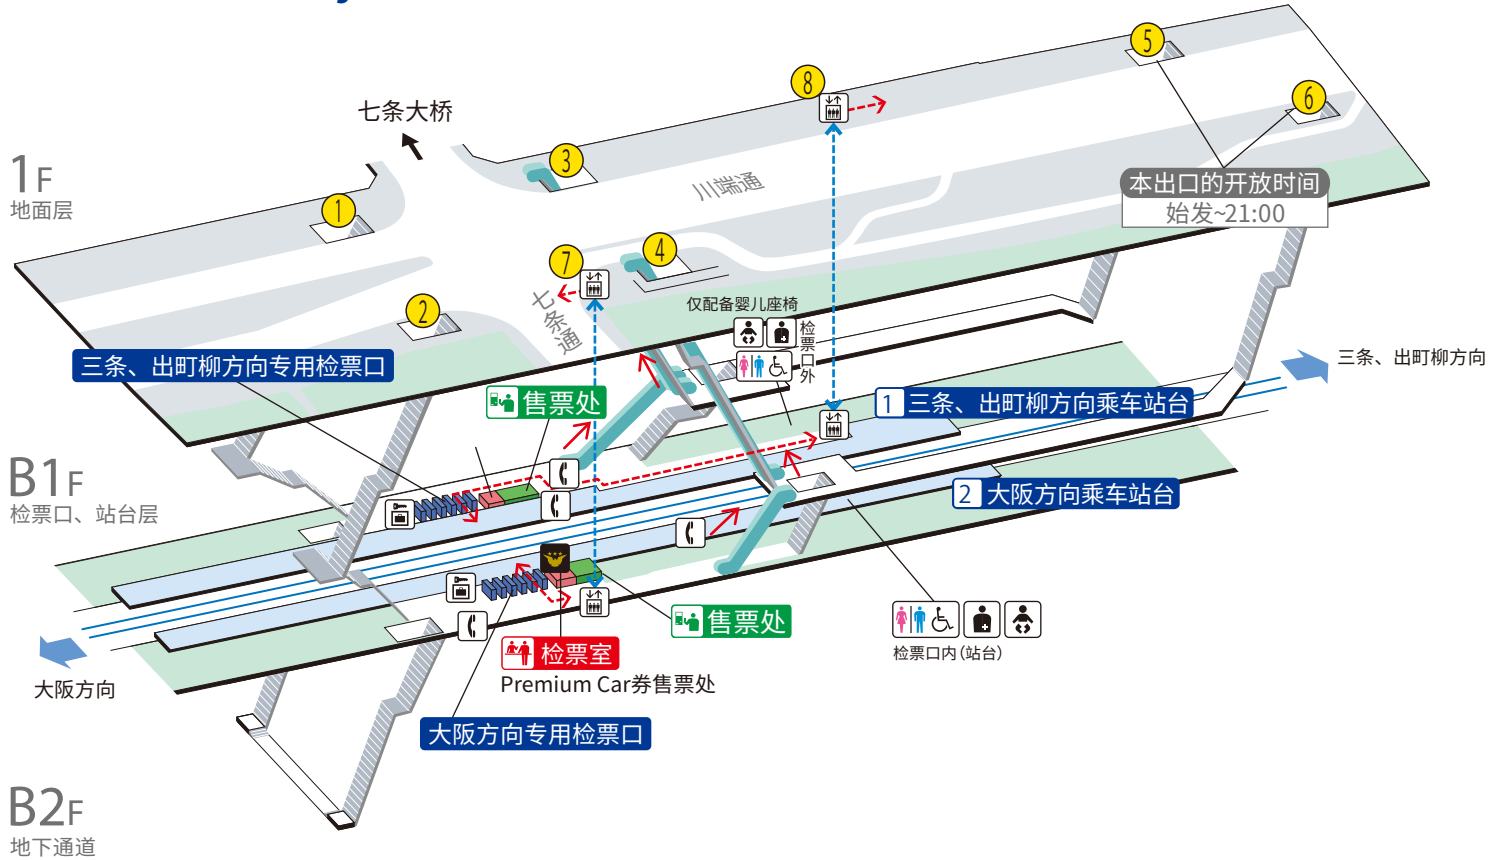 8
5
6
七条大桥
3
1F
地面层
川端通
本出口的开放时间
始发~21:00
1
4
7
仅配备婴儿座椅
七条通
2
检票口外
三条、出町柳方向专用检票口
三条、出町柳方向
售票处
1 三条、出町柳方向乘车站台
B1F
检票口、站台层
2 大阪方向乘车站台
售票处
检票室
Premium Car券售票处
检票口内(站台)
大阪方向
大阪方向专用检票口
B2F
地下通道